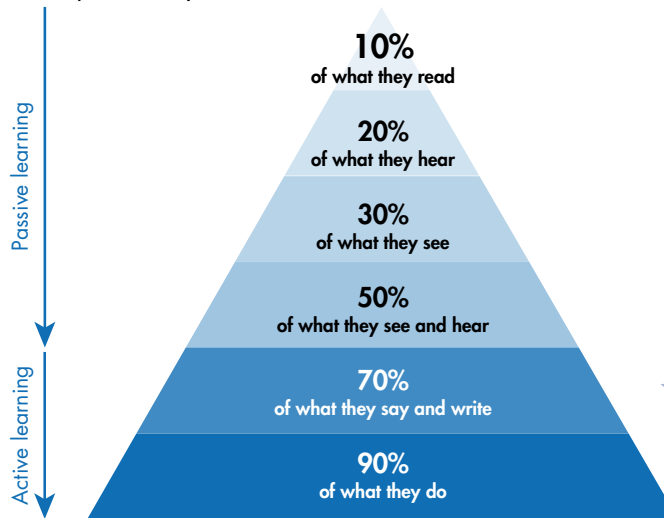 10%
of what they read
20%
of what they hear
30%
of what they see
50%
of what they see and hear
70%
of what they say and write
90%
of what they do
Passive learning
Active learning